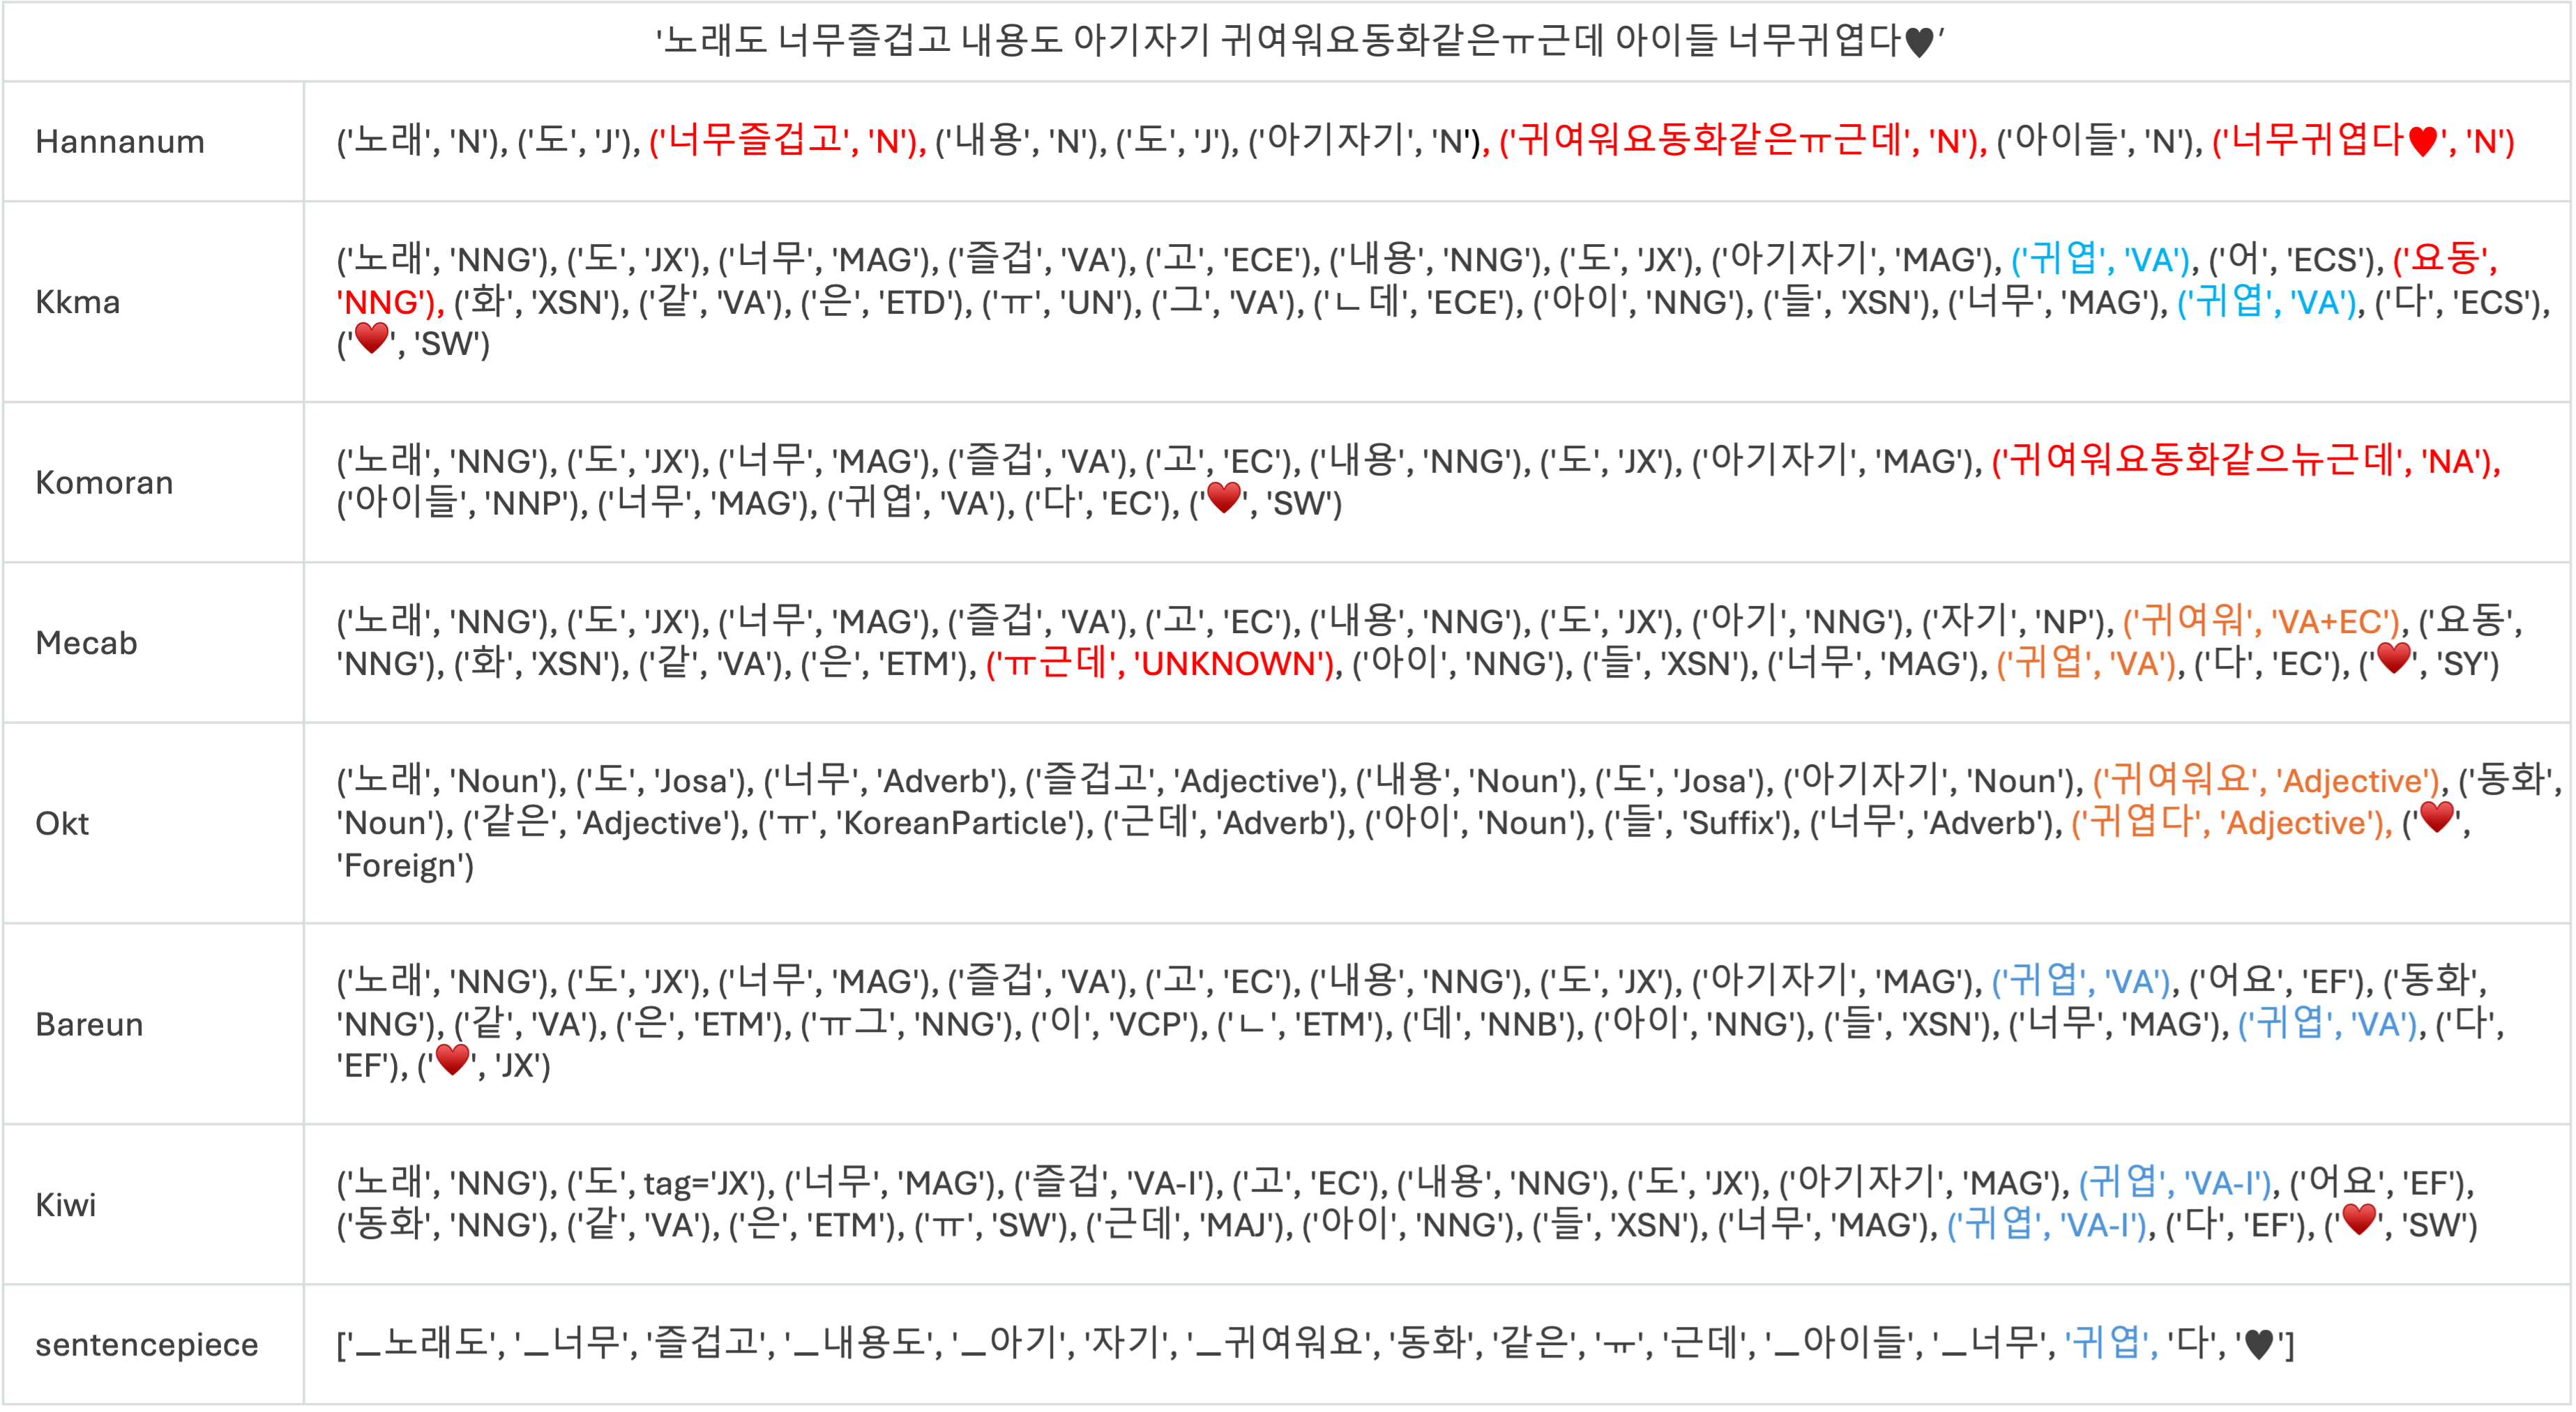 '노래도 너무즐겁고 내용도 아기자기 귀여워요동화같은ㅠ근데 아이들 너무귀엽다♥'
Hannanum
('노래', 'N'), ('도', 'J'), ('너무즐겁고', 'N'), ('내용', 'N'), ('도', 'J'), ('아기자기', 'N'), ('귀여워요동화같은ㅠ근데', 'N'), ('아이들', 'N'), ('너무귀엽다♥', 'N')
Kkma
('노래', 'NNG'), ('도', 'JX'), ('너무', 'MAG'), ('즐겁', 'VA'), ('고', 'ECE'), ('내용', 'NNG'), ('도', 'JX'), ('아기자기', 'MAG'), ('귀엽', 'VA'), ('어', 'ECS'), ('요동',
'NNG'), ('화', 'XSN'), ('같', 'VA'), ('은', 'ETD'), ('ㅠ', 'UN'), ('그', 'VA'), ('ㄴ데', 'ECE'), ('아이', 'NNG'), ('들', 'XSN'), ('너무', 'MAG'), ('귀엽', 'VA'), ('다', 'ECS'),
('♥', 'SW')
Komoran
('노래', 'NNG'), ('도', 'JX'), ('너무', 'MAG'), ('즐겁', 'VA'), ('고', 'EC'), ('내용', 'NNG'), ('도', 'JX'), ('아기자기', 'MAG'), ('귀여워요동화같으뉴근데', 'NA'),
('아이들', 'NNP'), ('너무', 'MAG'), ('귀엽', 'VA'), ('다', 'EC'), ('♥', 'SW')
Mecab
('노래', 'NNG'), ('도', 'JX'), ('너무', 'MAG'), ('즐겁', 'VA'), ('고', 'EC'), ('내용', 'NNG'), ('도', 'JX'), ('아기', 'NNG'), ('자기', 'NP'), ('귀여워', 'VA+EC'), ('요동',
'NNG'), ('화', 'XSN'), ('같', 'VA'), ('은', 'ETM'), ('ㅠ근데', 'UNKNOWN'), ('아이', 'NNG'), ('들', 'XSN'), ('너무', 'MAG'), ('귀엽', 'VA'), ('다', 'EC'), ('♥', 'SY')
Okt
('노래', 'Noun'), ('도', 'Josa'), ('너무', 'Adverb'), ('즐겁고', 'Adjective'), ('내용', 'Noun'), ('도', 'Josa'), ('아기자기', 'Noun'), ('귀여워요', 'Adjective'), ('동화',
'Noun'), ('같은', 'Adjective'), ('ㅠ', 'KoreanParticle'), ('근데', 'Adverb'), ('아이', 'Noun'), ('들', 'Suffix'), ('너무', 'Adverb'), ('귀엽다', 'Adjective'), ('♥',
'Foreign')
Bareun
('노래', 'NNG'), ('도', 'JX'), ('너무', 'MAG'), ('즐겁', 'VA'), ('고', 'EC'), ('내용', 'NNG'), ('도', 'JX'), ('아기자기', 'MAG'), ('귀엽', 'VA'), ('어요', 'EF'), ('동화',
'NNG'), ('같', 'VA'), ('은', 'ETM'), ('ㅠ그', 'NNG'), ('이', 'VCP'), ('ㄴ', 'ETM'), ('데', 'NNB'), ('아이', 'NNG'), ('들', 'XSN'), ('너무', 'MAG'), ('귀엽', 'VA'), ('다',
'EF'), ('♥', 'JX')
Kiwi
('노래', 'NNG'), ('도', tag='JX'), ('너무', 'MAG'), ('즐겁', 'VA-I'), ('고', 'EC'), ('내용', 'NNG'), ('도', 'JX'), ('아기자기', 'MAG'), (귀엽', 'VA-I'), ('어요', 'EF'),
('동화', 'NNG'), ('같', 'VA'), ('은', 'ETM'), ('ㅠ', 'SW'), ('근데', 'MAJ'), ('아이', 'NNG'), ('들', 'XSN'), ('너무', 'MAG'), ('귀엽', 'VA-I'), ('다', 'EF'), ('♥', 'SW')
sentencepiece
['▁노래도', '▁너무', '즐겁고', '▁내용도', '▁아기', '자기', '▁귀여워요', '동화', '같은', 'ㅠ', '근데', '▁아이들', '▁너무', '귀엽', '다', '♥']